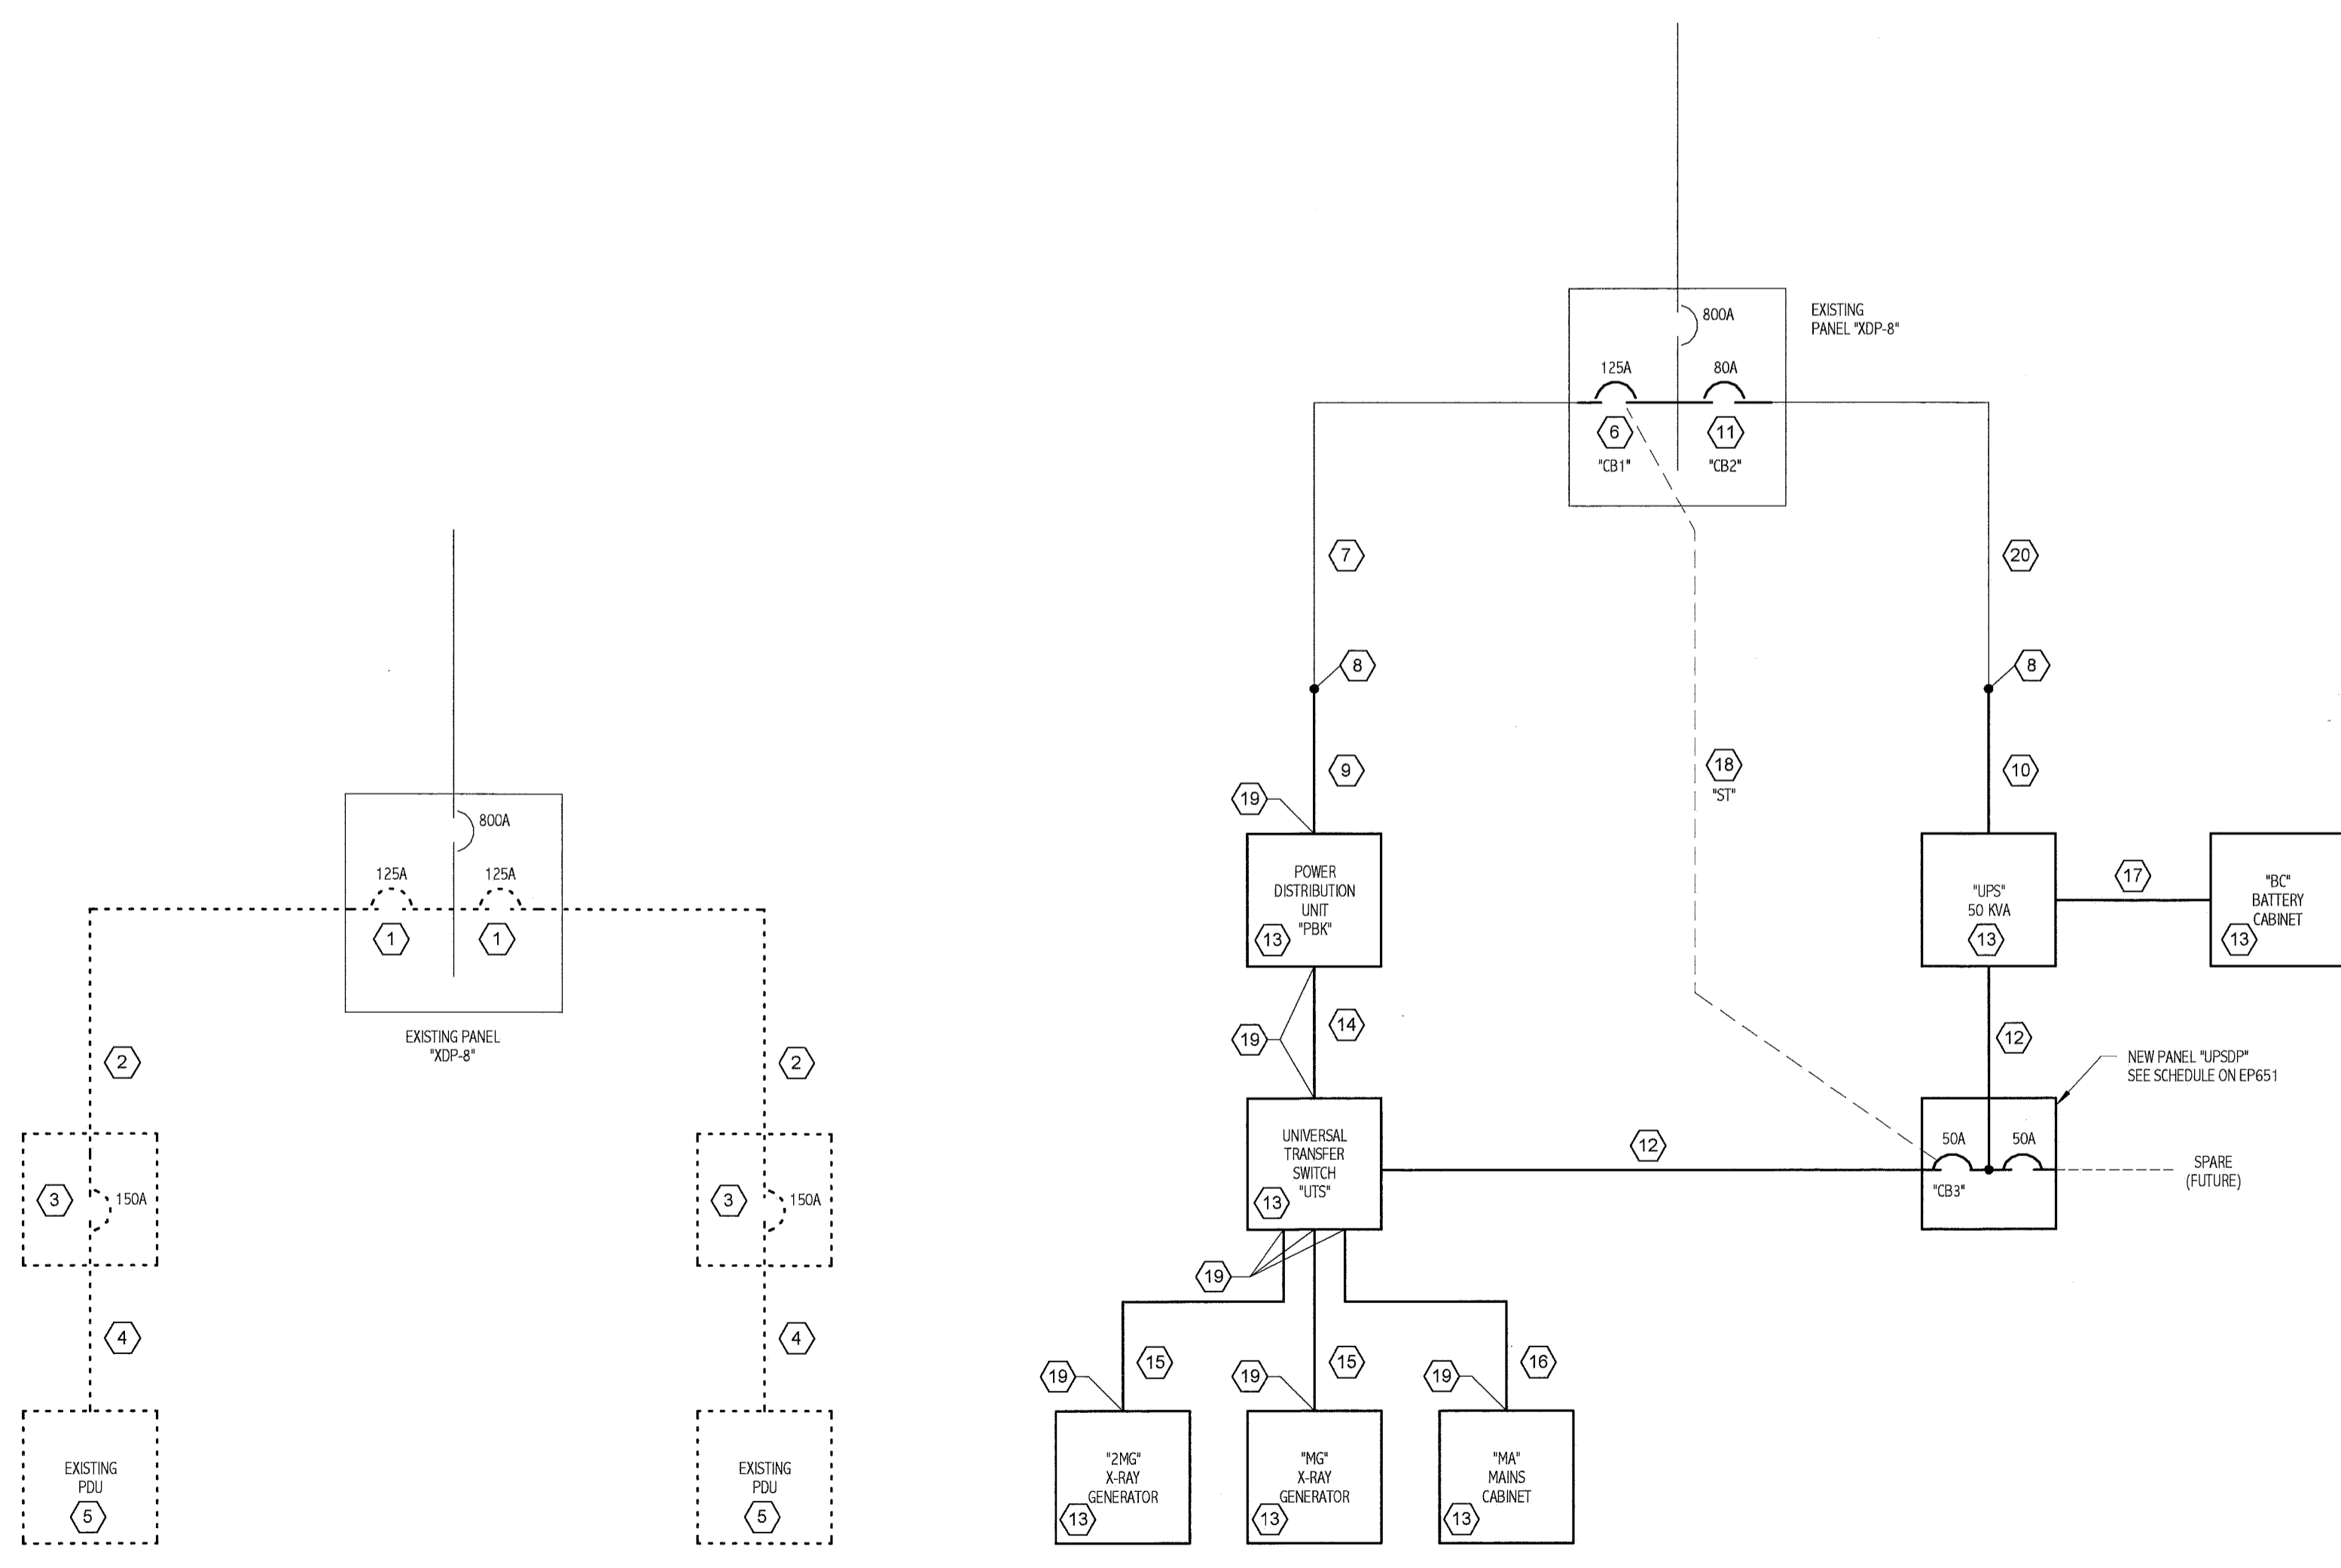 800A
125A
125A
1
1
EXISTING PANEL
"XDP-8"
2
2
3
150A
3
150A
4
4
EXISTING
PDU
5
EXISTING
PDU
5
800A
EXISTING
PANEL "XDP-8"
125A
80A
6
11
"CB1"
"CB2"
7
20
8
8
9
10
18
"ST"
19
POWER
DISTRIBUTION
UNIT
"PBK"
13
"UPS"
50 KVA
13
17
"BC"
BATTERY
CABINET
13
19
14
12
NEW PANEL "UPSDP"
SEE SCHEDULE ON EP651
UNIVERSAL
TRANSFER
SWITCH
"UTS"
13
12
50A
50A
"CB3"
SPARE
(FUTURE)
19
15
15
16
19
19
19
"2MG"
X-RAY
GENERATOR
13
"MG"
X-RAY
GENERATOR
13
"MA"
MAINS
CABINET
13